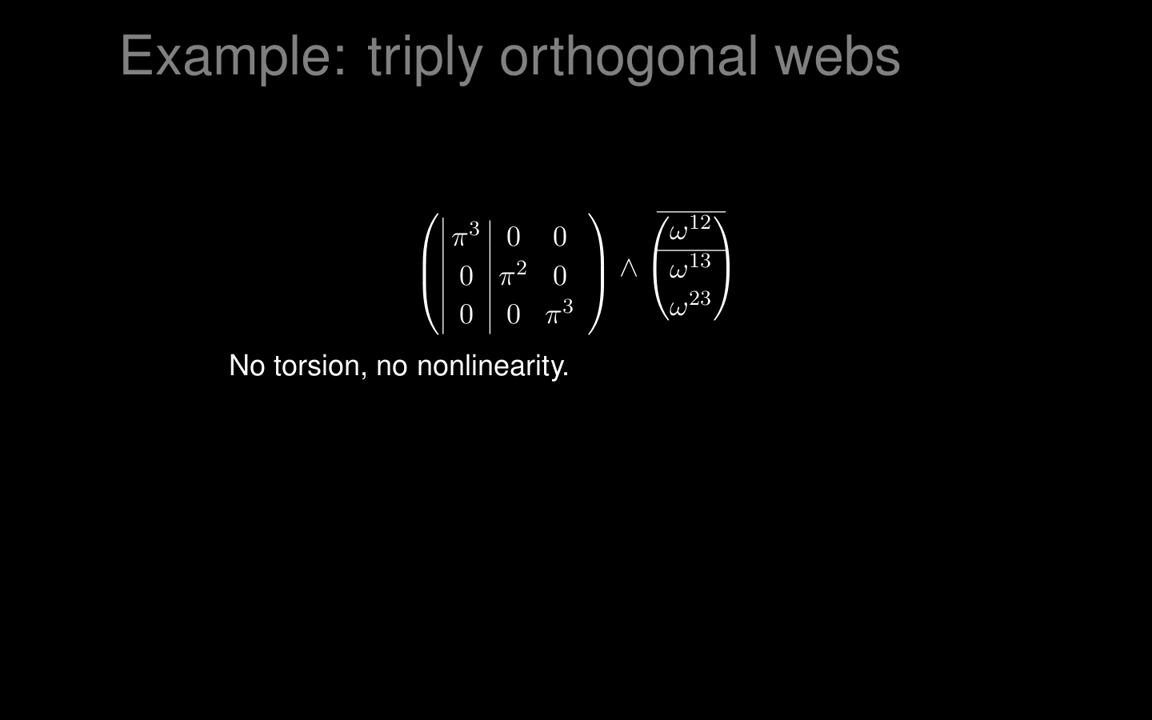 Example: triply orthogonal webs
π³ 0 0 ω¹²
0 π² 0 ∧ ω¹³
0 0 π³ ω²³
No torsion, no nonlinearity.